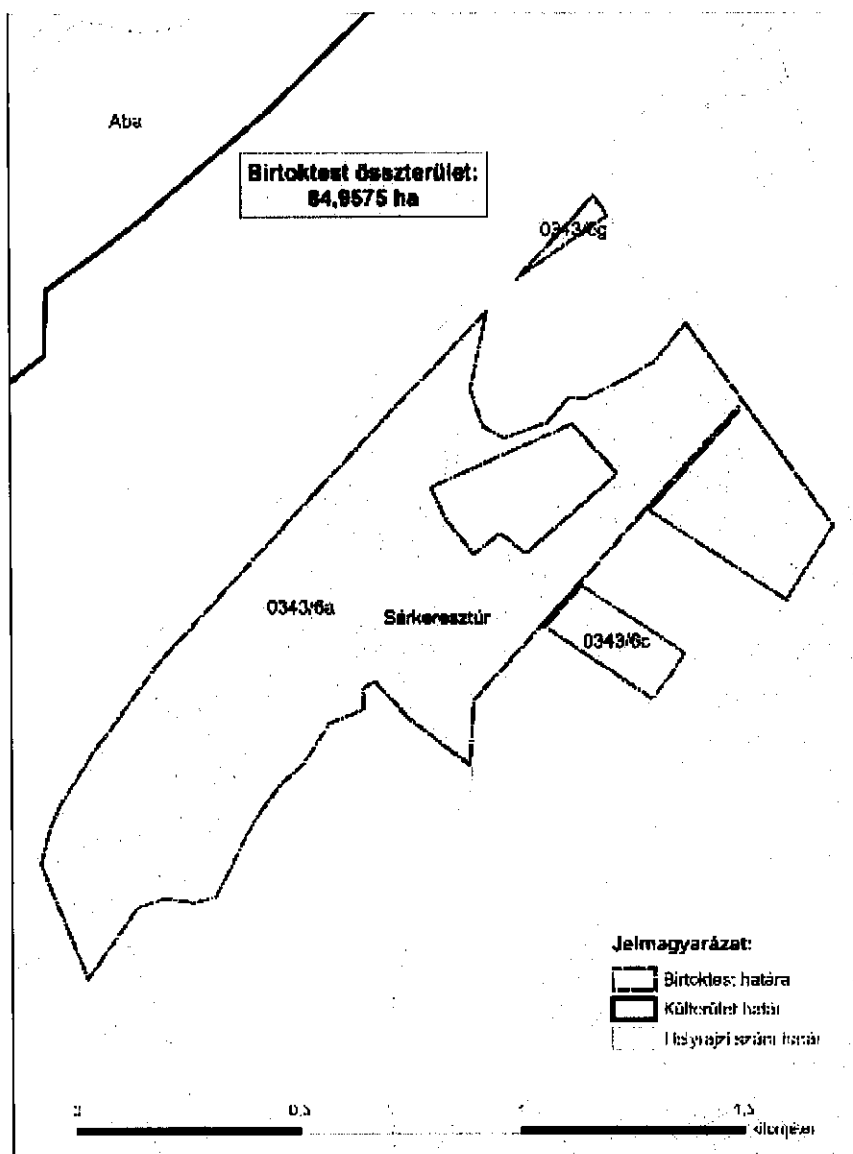 Aba
Birtoktest összterület:
84,9575 ha
0343/6g
0343/6a
Sárkeresztúr
0343/6c
Jelmagyarázat:
Birtoktest határa
Külterület határ
Helyrajzi szám határ
0 0,5 1 1,5
kilométer